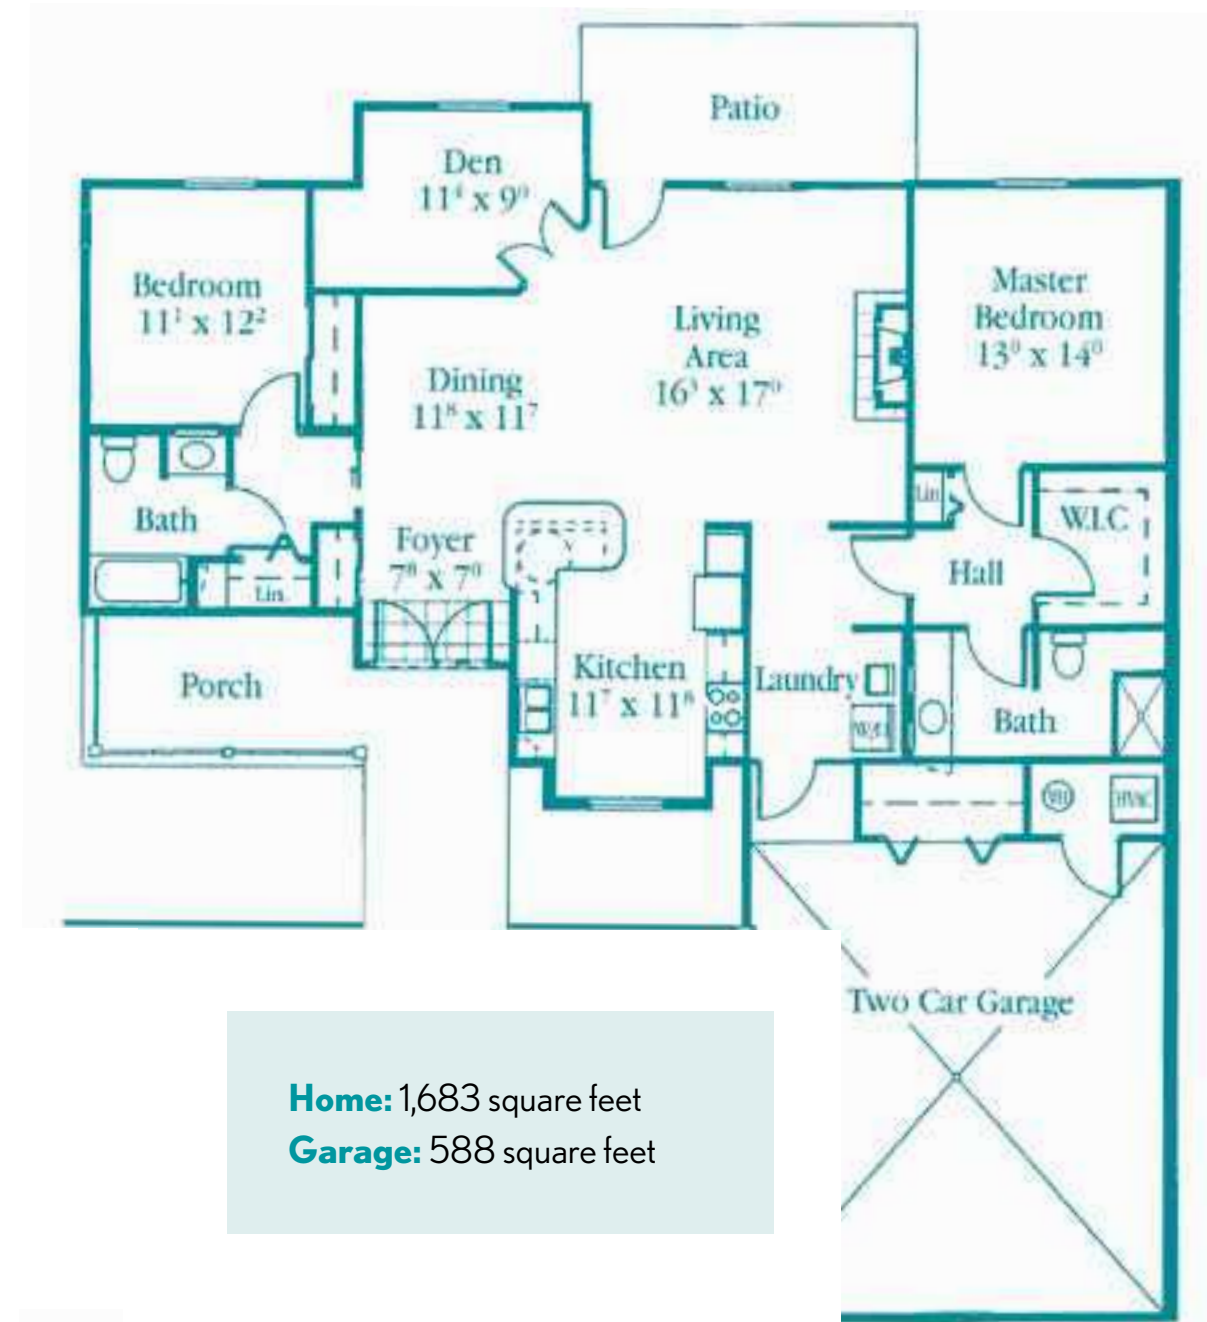 Patio
Den
11⁴ x 9⁰
Bedroom
11¹ x 12²
Master
Bedroom
13⁰ x 14⁰
Living
Area
16³ x 17⁰
Dining
11⁸ x 11⁷
Lin
W.I.C
Bath
Foyer
7⁸ x 7⁰
Hall
Lin.
Kitchen
11⁷ x 11⁸
Laundry
Porch
Bath
W/D
WH
HVAC
Two Car Garage
Home: 1,683 square feet
Garage: 588 square feet